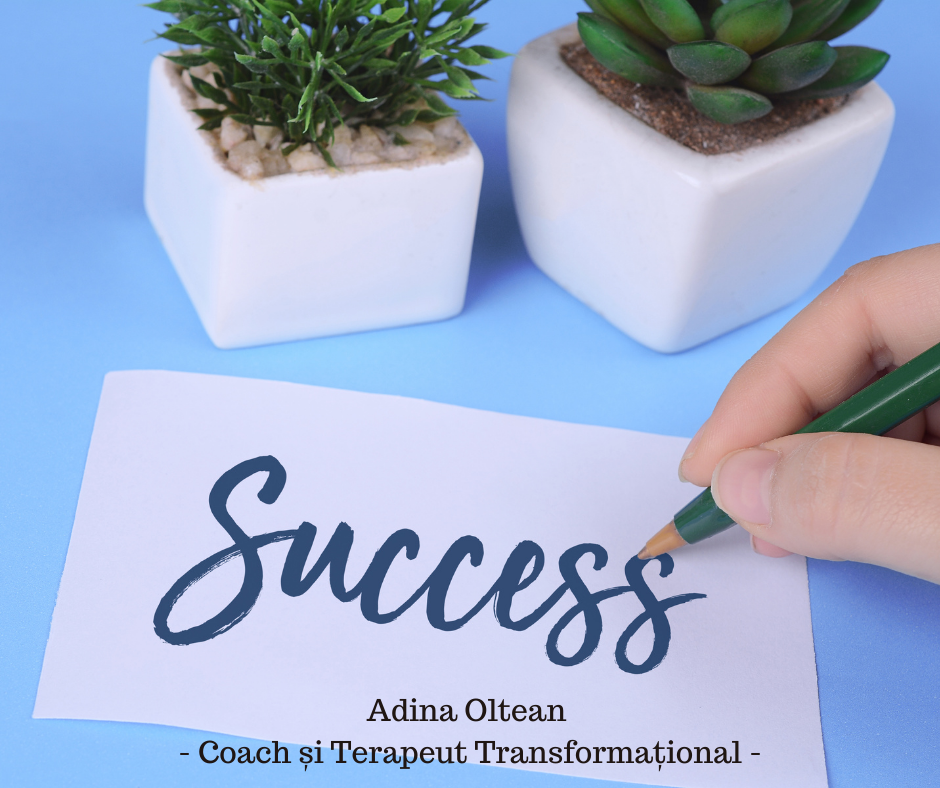 Success
Adina Oltean
- Coach și Terapeut Transformațional -